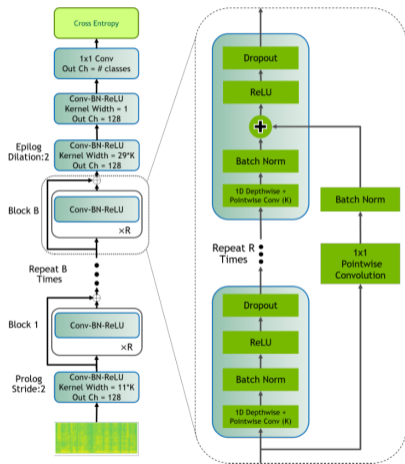 Cross Entropy
1x1 Conv
Out Ch = # classes
Conv-BN-ReLU
Kernel Width = 1
Out Ch = 128
Epilog
Dilation:2
Conv-BN-ReLU
Kernel Width = 29*K
Out Ch = 128
Block B
Conv-BN-ReLU
×R
Repeat B
Times
Block 1
Conv-BN-ReLU
×R
Prolog
Stride:2
Conv-BN-ReLU
Kernel Width = 11*K
Out Ch = 128
Dropout
ReLU
+
Batch Norm
1D Depthwise +
Pointwise Conv (K)
Batch Norm
Repeat R
Times
1x1
Pointwise
Convolution
Dropout
ReLU
Batch Norm
1D Depthwise +
Pointwise Conv (K)